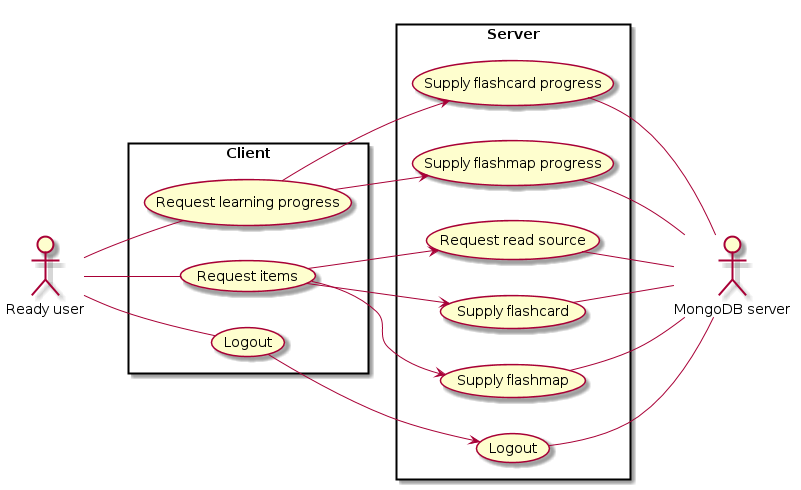 Server
Supply flashcard progress
Client
Supply flashmap progress
Request learning progress
Request read source
Request items
Ready user
MongoDB server
Supply flashcard
Logout
Supply flashmap
Logout